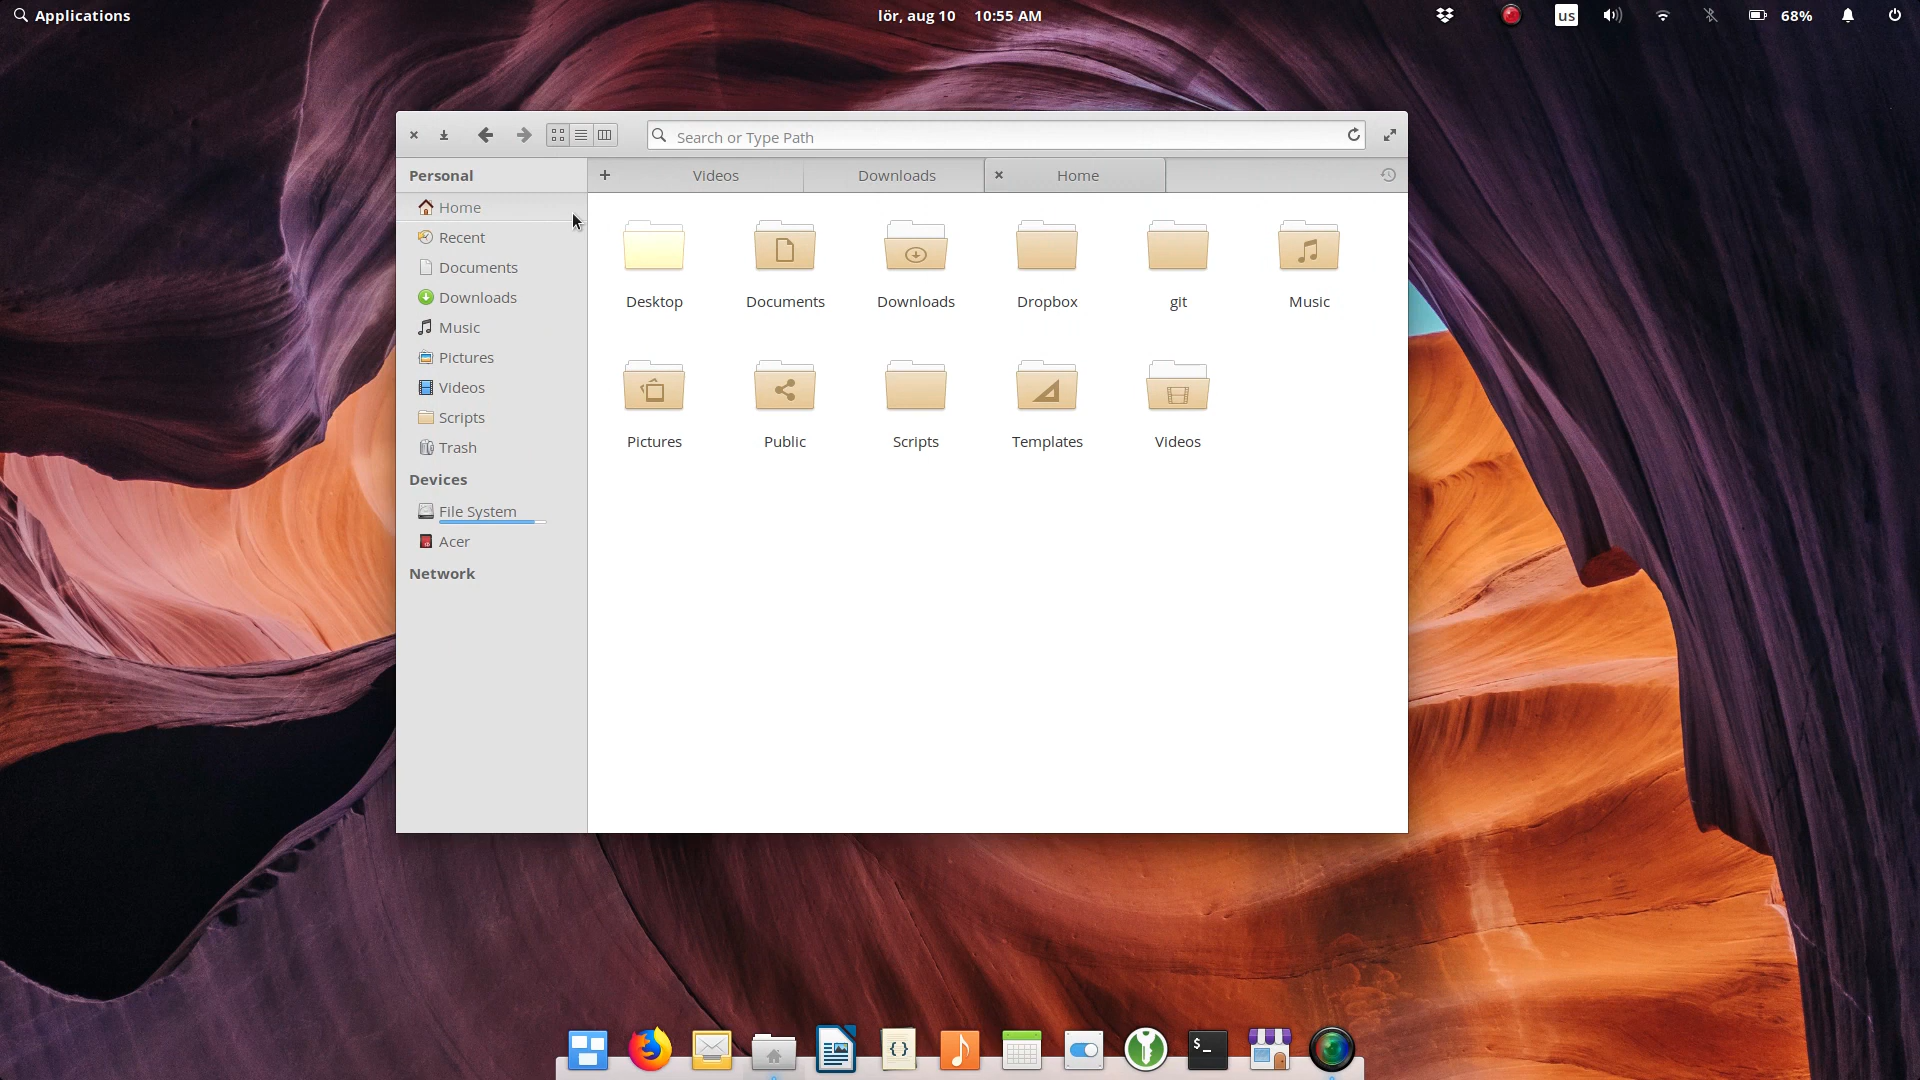 Applications
lör, aug 10 10:55 AM
us
68%
Search or Type Path
Personal
Videos
Downloads
Home
Home
Recent
Documents
Downloads
Music
Pictures
Videos
Scripts
Trash
Devices
File System
Acer
Network
Desktop
Documents
Downloads
Dropbox
git
Music
Pictures
Public
Scripts
Templates
Videos
{}
$_